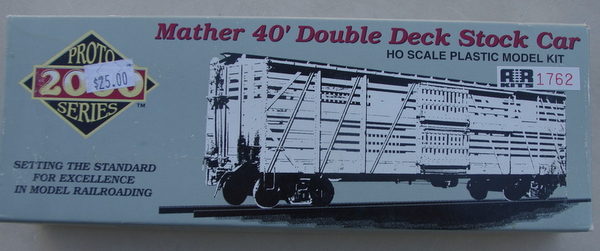 PROTO
2000
$25.00
SERIES
TM
SETTING THE STANDARD
FOR EXCELLENCE
IN MODEL RAILROADING
Mather 40' Double Deck Stock Car
HO SCALE PLASTIC MODEL KIT
1762